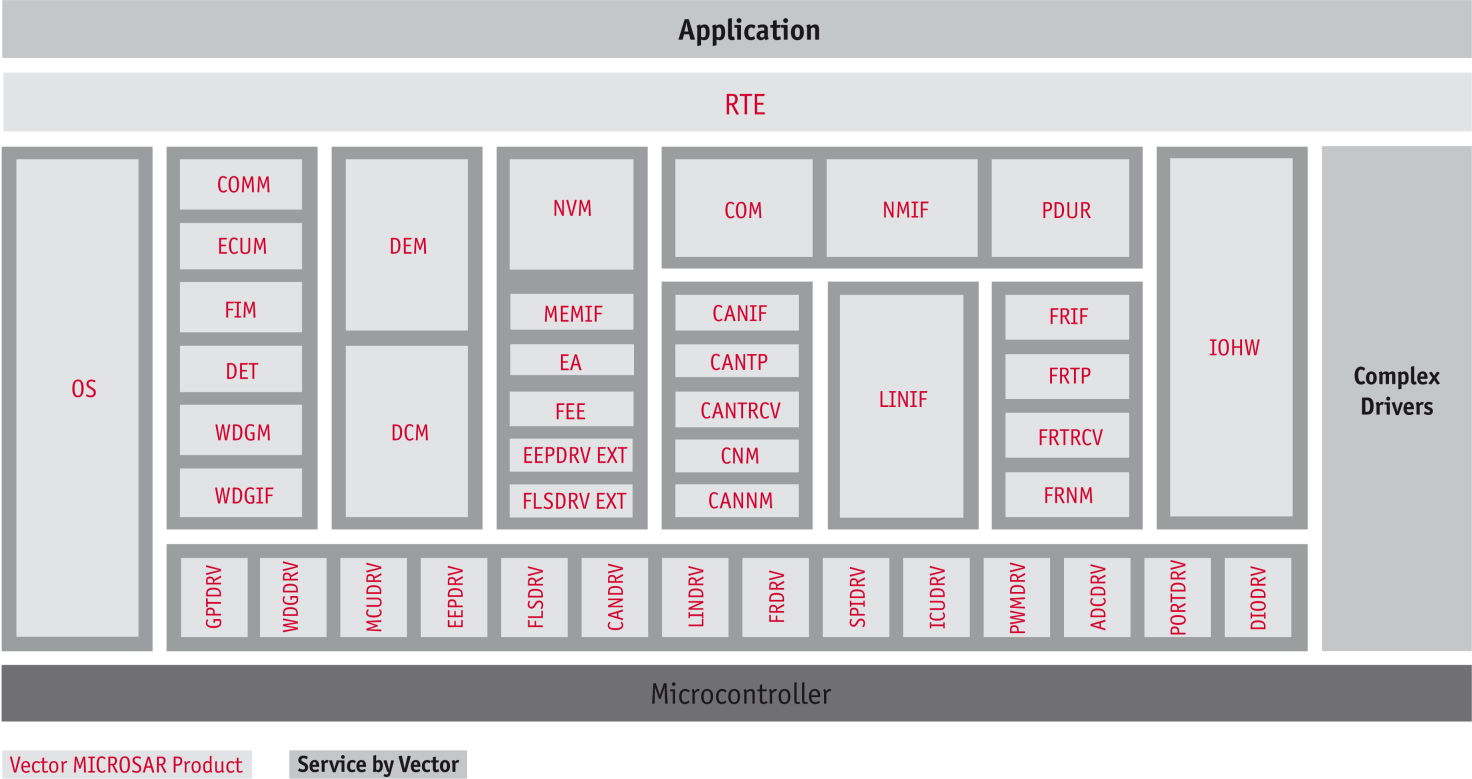 Application
RTE
OS
COMM
ECUM
FIM
DET
WDGM
WDGIF
DEM
DCM
NVM
MEMIF
EA
FEE
EEPDRV EXT
FLSDRV EXT
COM
NMIF
PDUR
CANIF
CANTP
CANTRCV
CNM
CANNM
LINIF
FRIF
FRTP
FRTRCV
FRNM
IOHW
Complex
Drivers
GPTDRV
WDGDRV
MCUDRV
EEPDRV
FLSDRV
CANDRV
LINDRV
FRDRV
SPIDRV
ICUDRV
PWMDRV
ADCDRV
PORTDRV
DIODRV
Microcontroller
Vector MICROSAR Product
Service by Vector